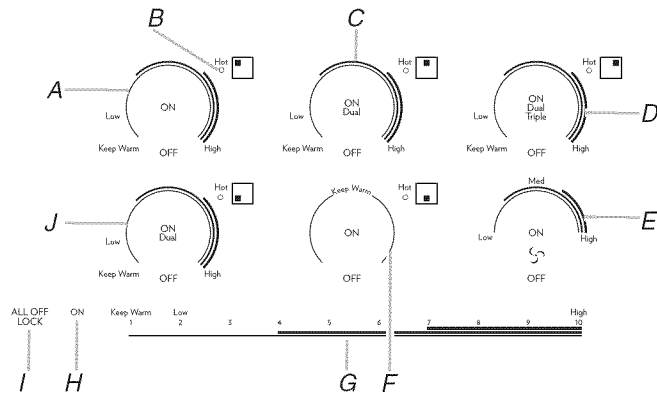 B
C
Hot
Hot
Hot
A
ON
ON
Dual
ON
Dual
Triple
D
Low
Low
Low
Keep Warm
OFF
High
Keep Warm
OFF
High
Keep Warm
OFF
High
Hot
Keep Warm
Hot
Med
J
ON
Dual
ON
ON
E
Low
Low
High
Keep Warm
OFF
High
OFF
OFF
ALL OFF
LOCK
ON
Keep Warm
Low
High
1 2 3 4 5 6 7 8 9 10
I
H
G
F